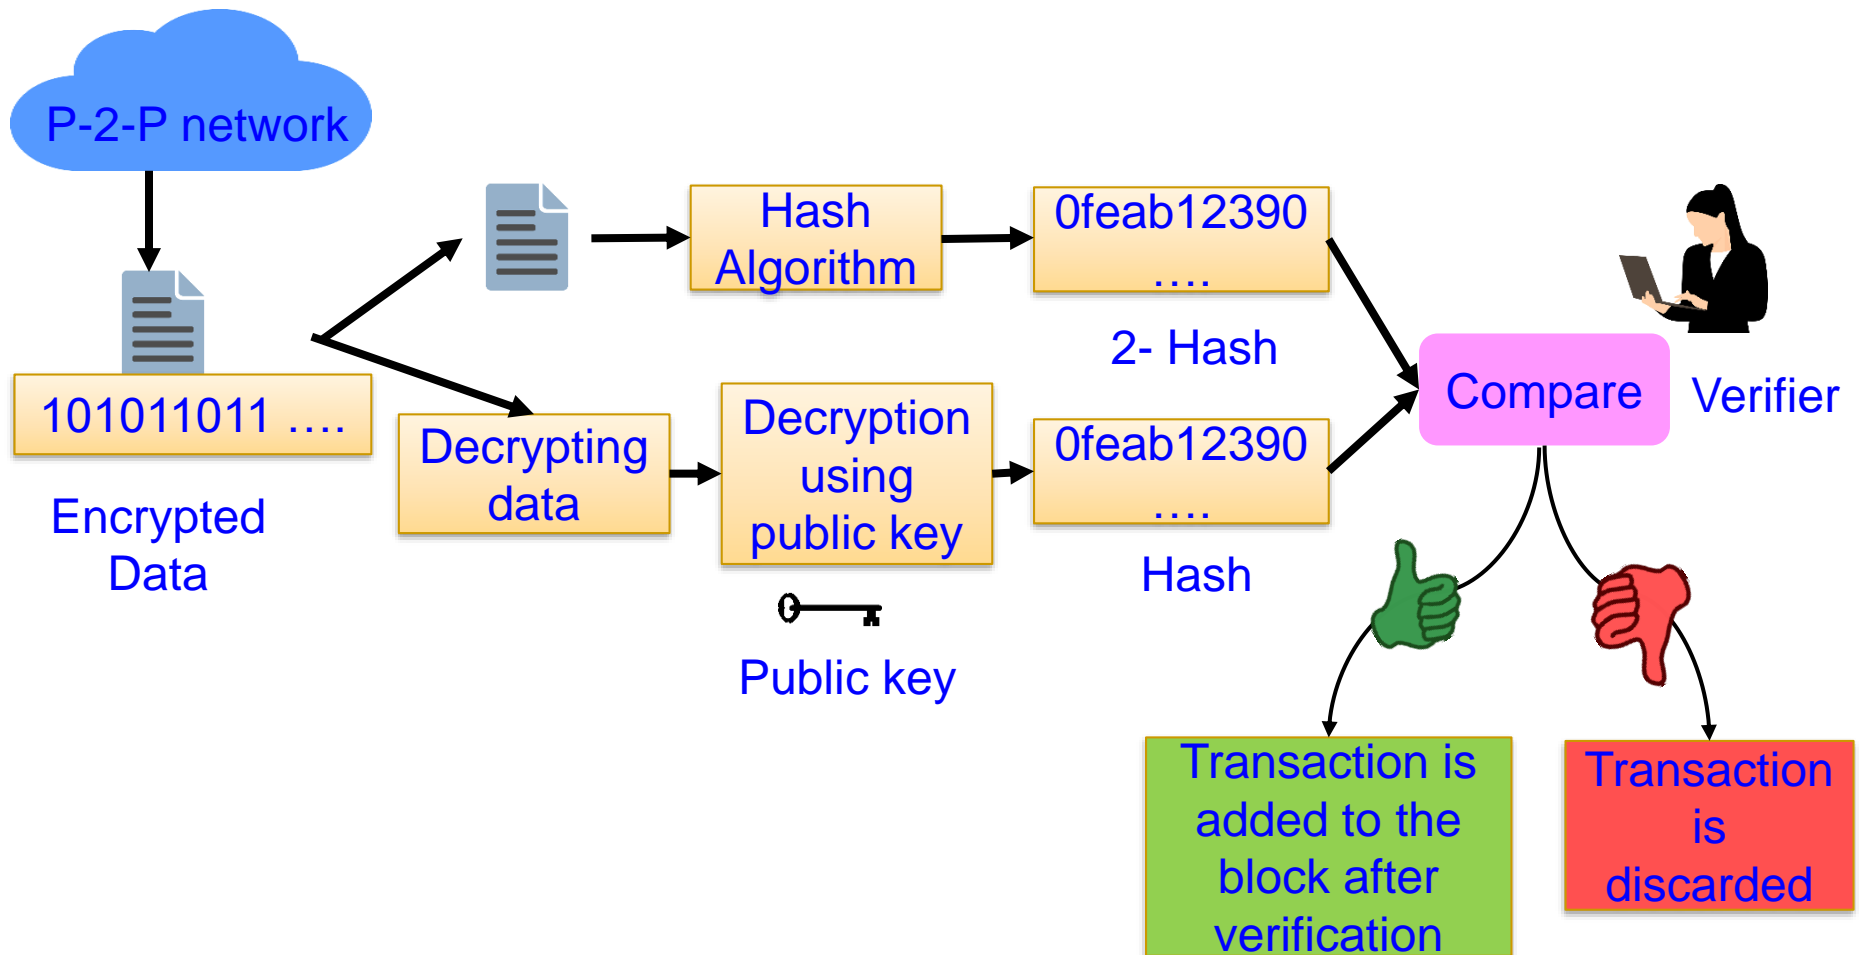 P-2-P network
101011011 ....
Encrypted
Data
Hash
Algorithm
0feab12390
....
2- Hash
Decrypting
data
Decryption
using
public key
Public key
0feab12390
....
Hash
Compare
Verifier
Transaction is
added to the
block after
verification
Transaction
is
discarded